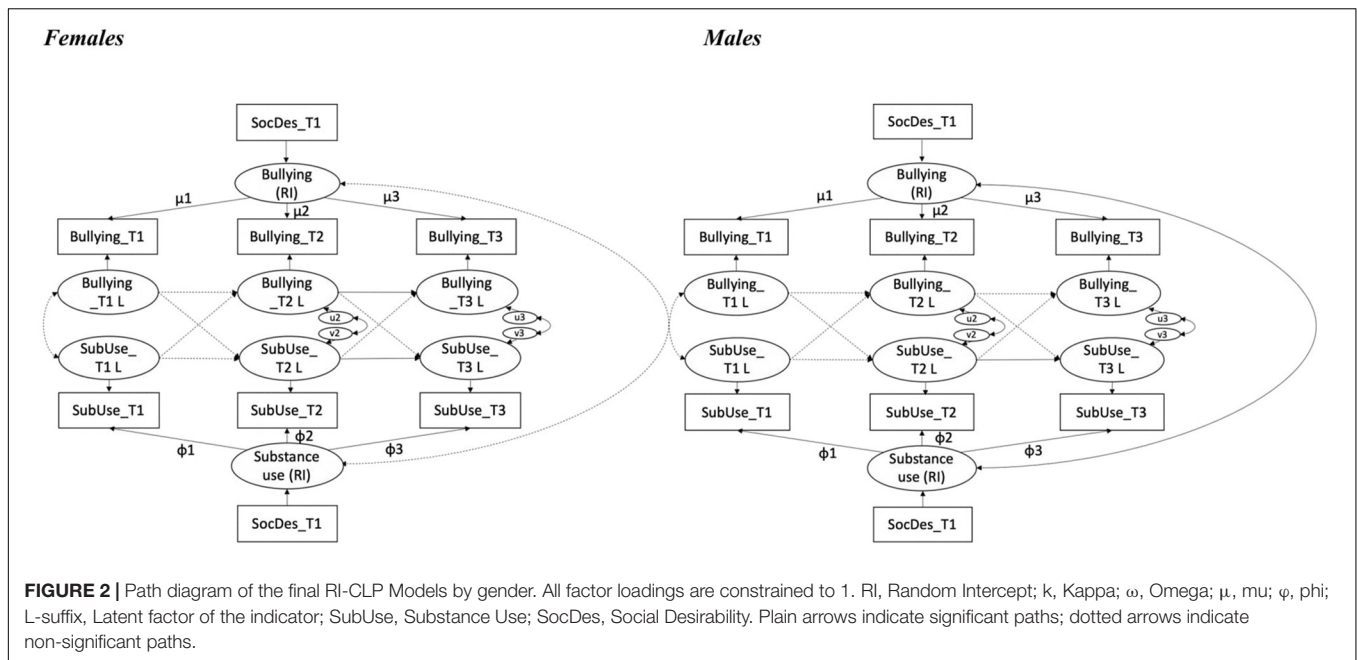 Females
SocDes_T1
Bullying
(RI)
μ1
μ2
μ3
Bullying_T1
Bullying_T2
Bullying_T3
Bullying
_T1 L
Bullying
_T2 L
Bullying
_T3 L
u2
v2
u3
v3
SubUse_
T1 L
SubUse_
T2 L
SubUse_
T3 L
SubUse_T1
SubUse_T2
SubUse_T3
ϕ1
ϕ2
ϕ3
Substance
use (RI)
SocDes_T1
Males
SocDes_T1
Bullying
(RI)
μ1
μ2
μ3
Bullying_T1
Bullying_T2
Bullying_T3
Bullying_
T1 L
Bullying_
T2 L
Bullying_
T3 L
u2
v2
u3
v3
SubUse_
T1 L
SubUse_
T2 L
SubUse_
T3 L
SubUse_T1
SubUse_T2
SubUse_T3
ϕ1
ϕ2
ϕ3
Substance
use (RI)
SocDes_T1
FIGURE 2 | Path diagram of the final RI-CLP Models by gender. All factor loadings are constrained to 1. RI, Random Intercept; k, Kappa; ω, Omega; μ, mu; φ, phi;
L-suffix, Latent factor of the indicator; SubUse, Substance Use; SocDes, Social Desirability. Plain arrows indicate significant paths; dotted arrows indicate
non-significant paths.